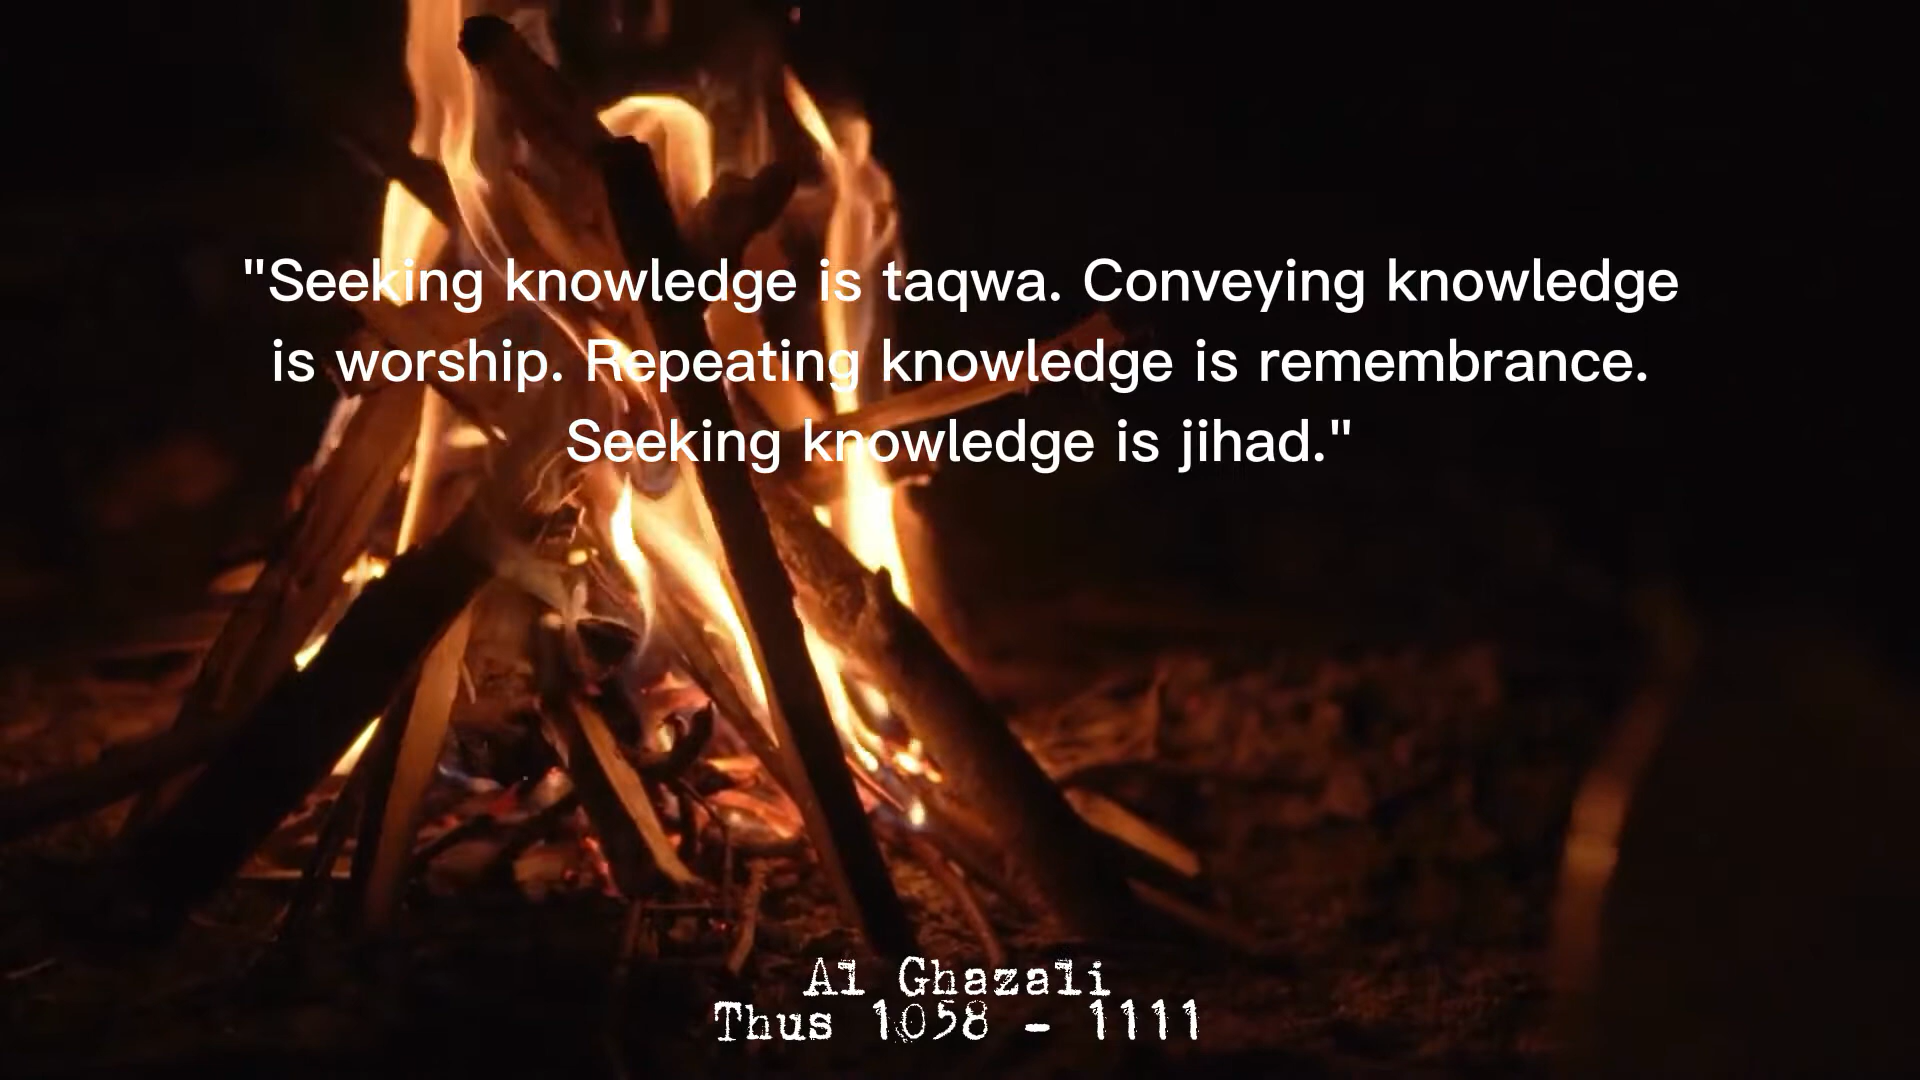 "Seeking knowledge is taqwa. Conveying knowledge
is worship. Repeating knowledge is remembrance.
Seeking knowledge is jihad."
Al Ghazali
Thus 1058 - 1111